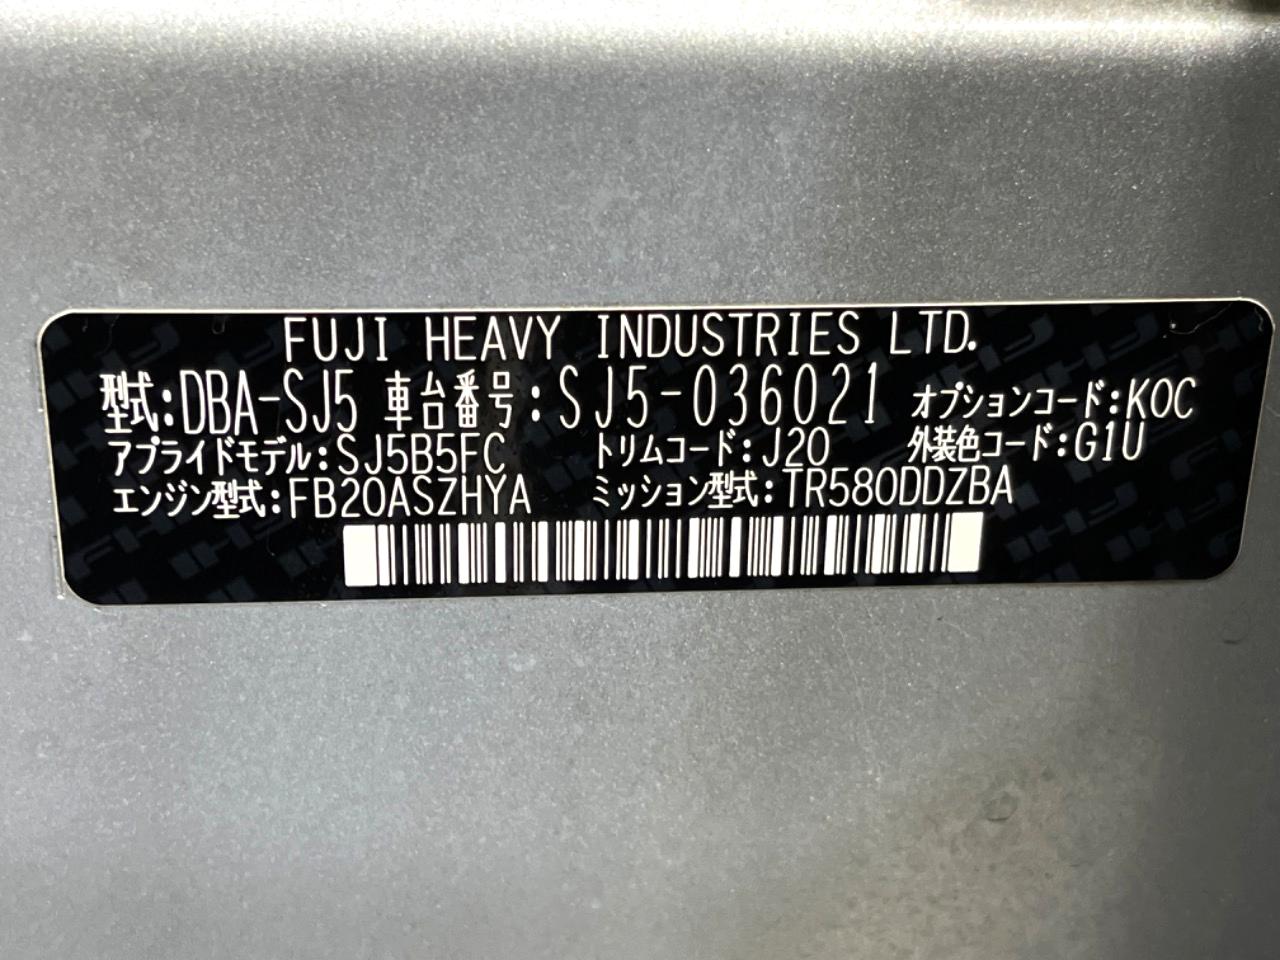 FUJI HEAVY INDUSTRIES LTD.
型式:DBA-SJ5 車台番号:SJ5-036021 オプションコード:KOC
アプライドモデル:SJ5B5FC トリムコード:J20 外装色コード:G1U
エンジン型式:FB20ASZHYA ミッション型式:TR580DDZBA